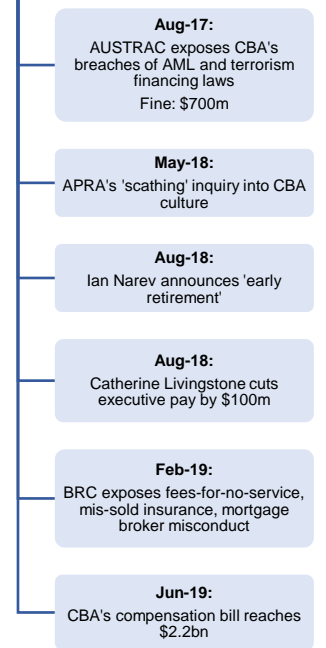 Aug-17:
AUSTRAC exposes CBA's
breaches of AML and terrorism
financing laws
Fine: $700m
May-18:
APRA's 'scathing' inquiry into CBA
culture
Aug-18:
Ian Narev announces 'early
retirement'
Aug-18:
Catherine Livingstone cuts
executive pay by $100m
Feb-19:
BRC exposes fees-for-no-service,
mis-sold insurance, mortgage
broker misconduct
Jun-19:
CBA's compensation bill reaches
$2.2bn